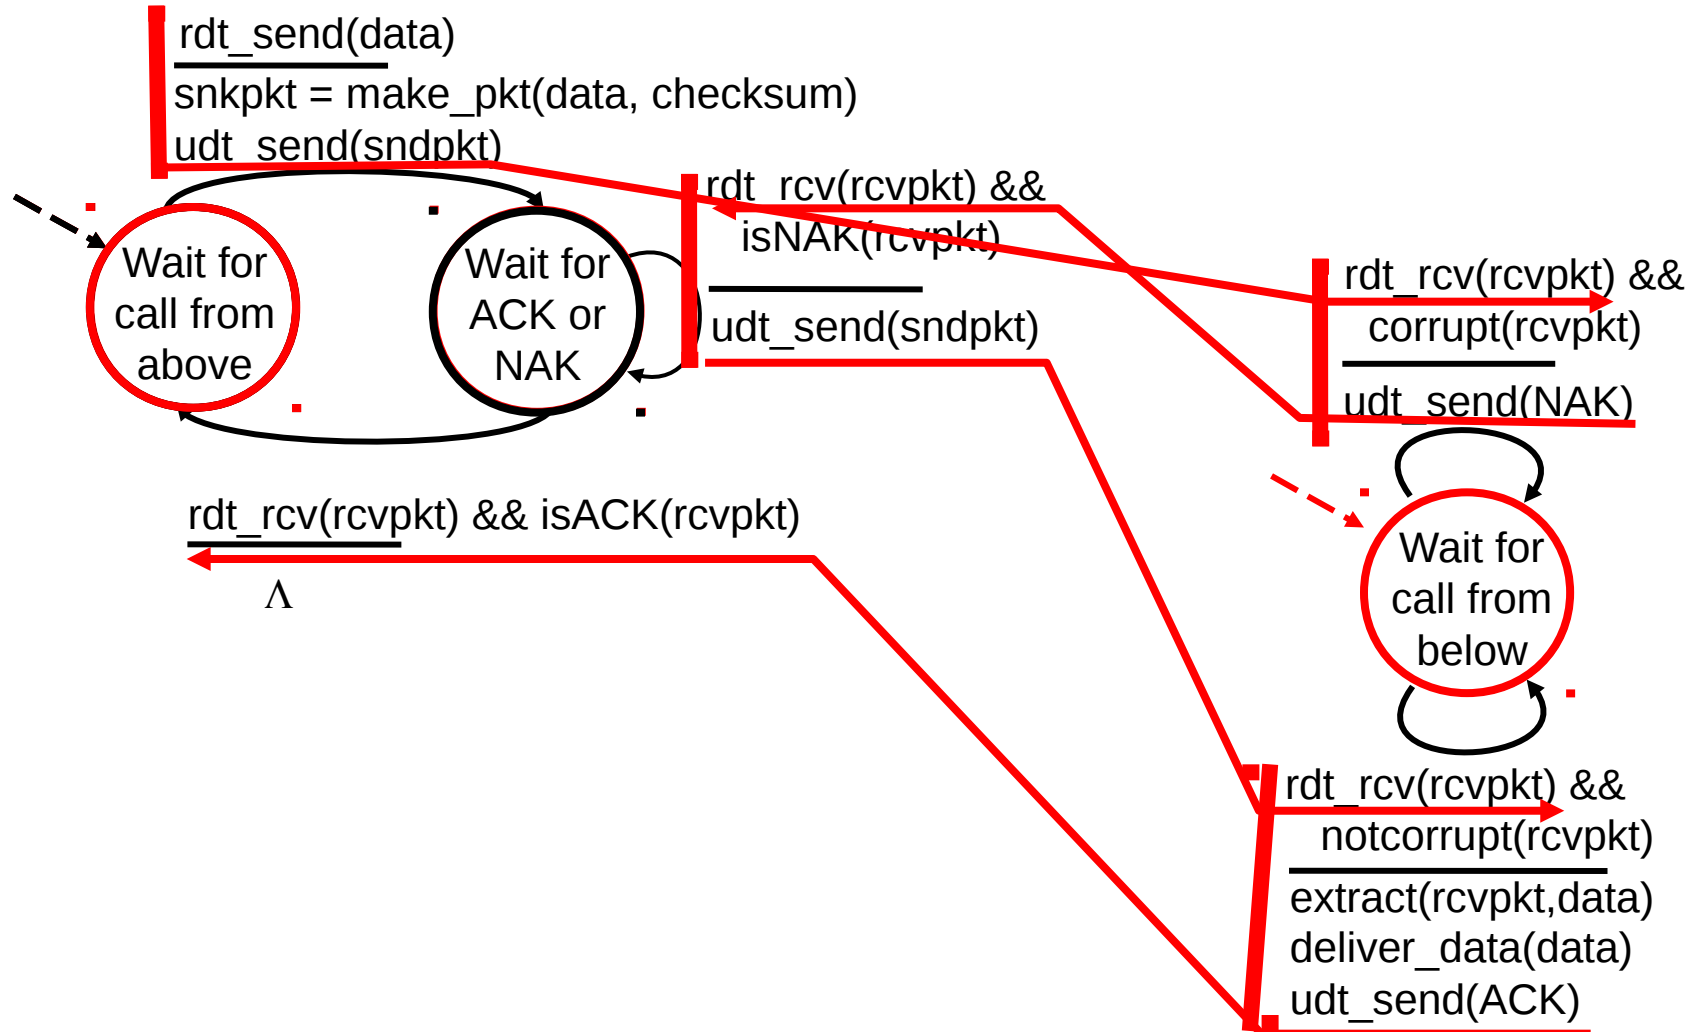 rdt_send(data)
snkpkt = make_pkt(data, checksum)
udt_send(sndpkt)
rdt_rcv(rcvpkt) &&
isNAK(rcvpkt)
udt_send(sndpkt)
Wait for
call from
above
Wait for
ACK or
NAK
rdt_rcv(rcvpkt) &&
corrupt(rcvpkt)
udt_send(NAK)
rdt_rcv(rcvpkt) && isACK(rcvpkt)
Λ
Wait for
call from
below
rdt_rcv(rcvpkt) &&
notcorrupt(rcvpkt)
extract(rcvpkt,data)
deliver_data(data)
udt_send(ACK)